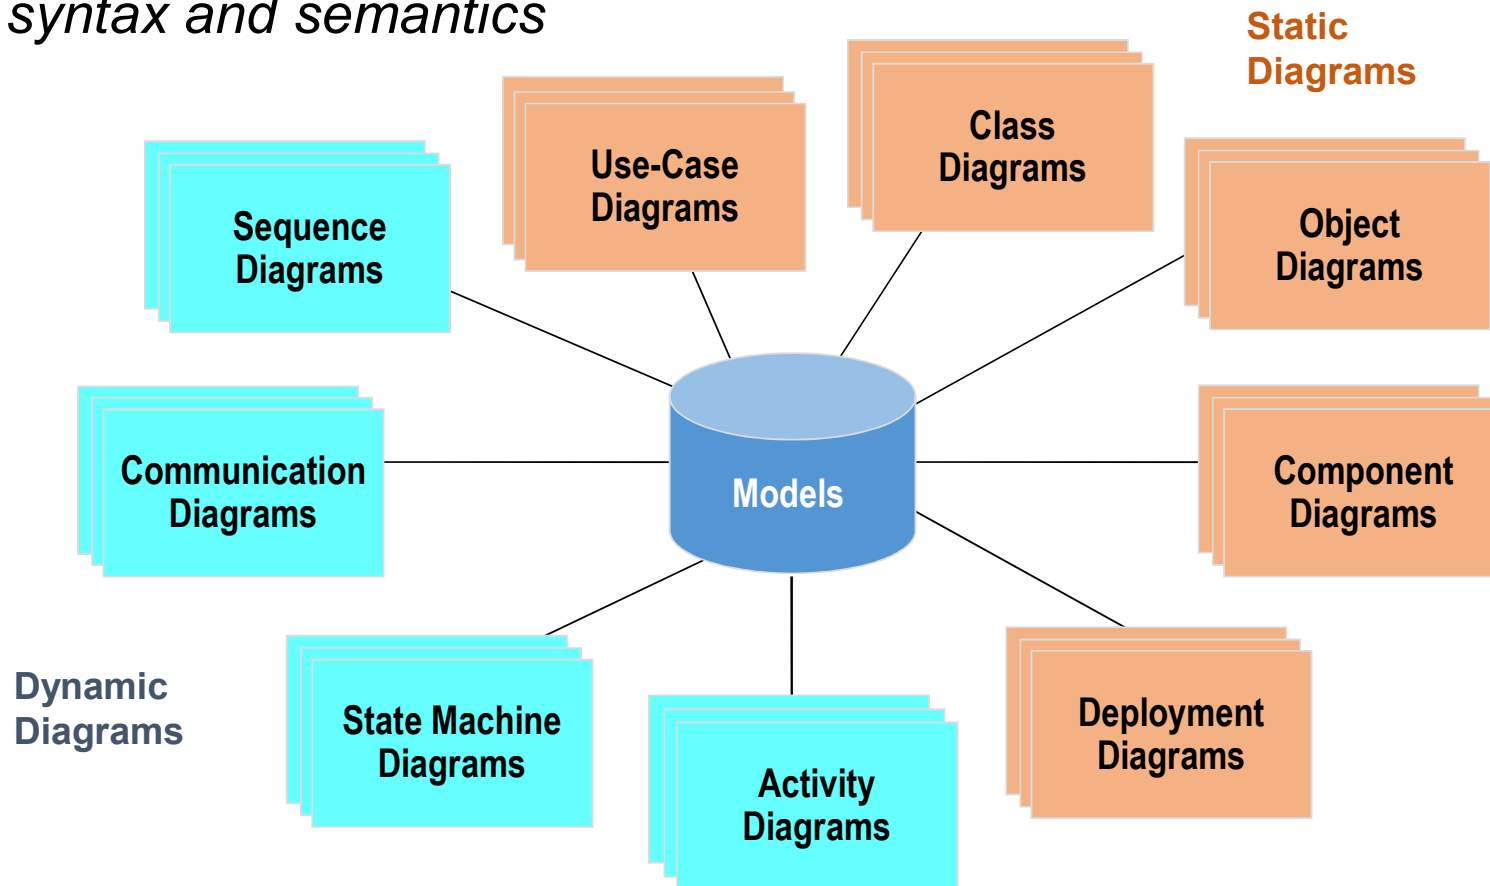 syntax and semantics
Static
Diagrams
Class
Diagrams
Use-Case
Diagrams
Sequence
Diagrams
Object
Diagrams
Communication
Diagrams
Models
Component
Diagrams
Dynamic
Diagrams
State Machine
Diagrams
Activity
Diagrams
Deployment
Diagrams